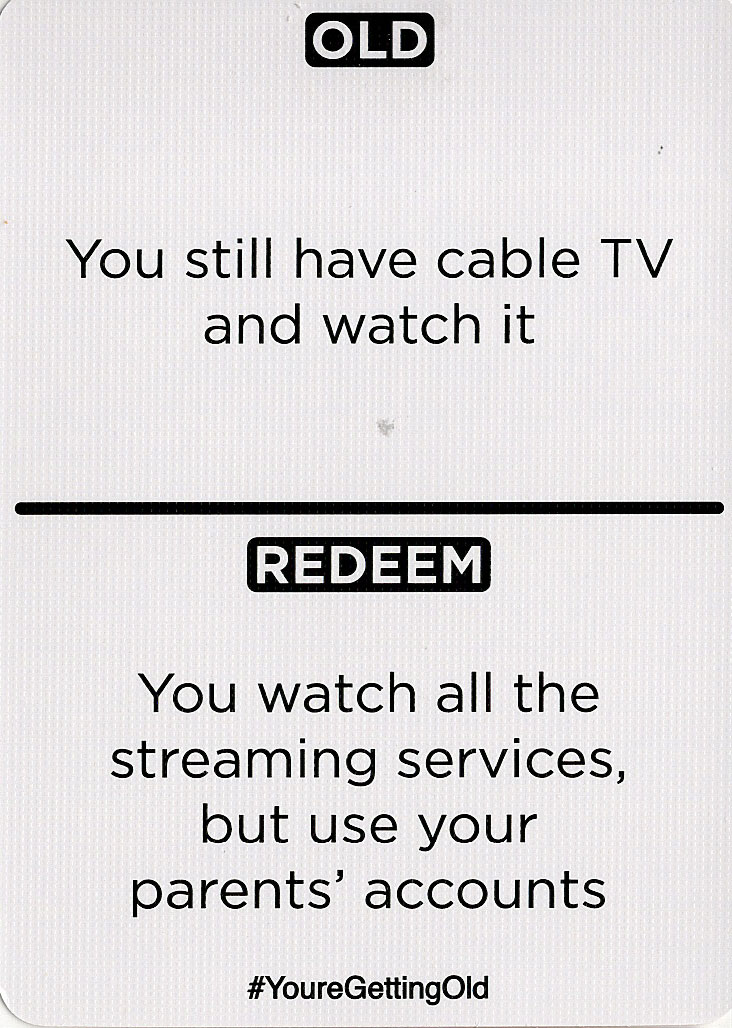 OLD
You still have cable TV
and watch it
REDEEM
You watch all the
streaming services,
but use your
parents’ accounts
#YoureGettingOld